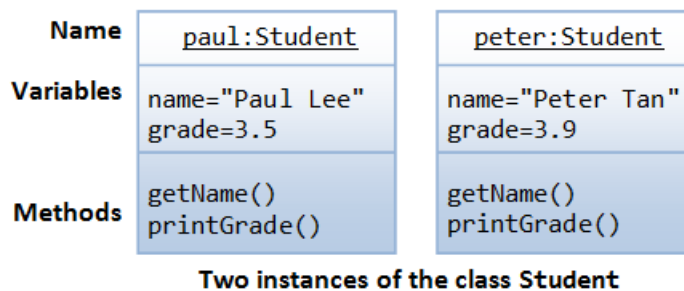 Name
paul:Student
peter:Student
Variables
name="Paul Lee"
grade=3.5
name="Peter Tan"
grade=3.9
Methods
getName()
printGrade()
getName()
printGrade()
Two instances of the class Student